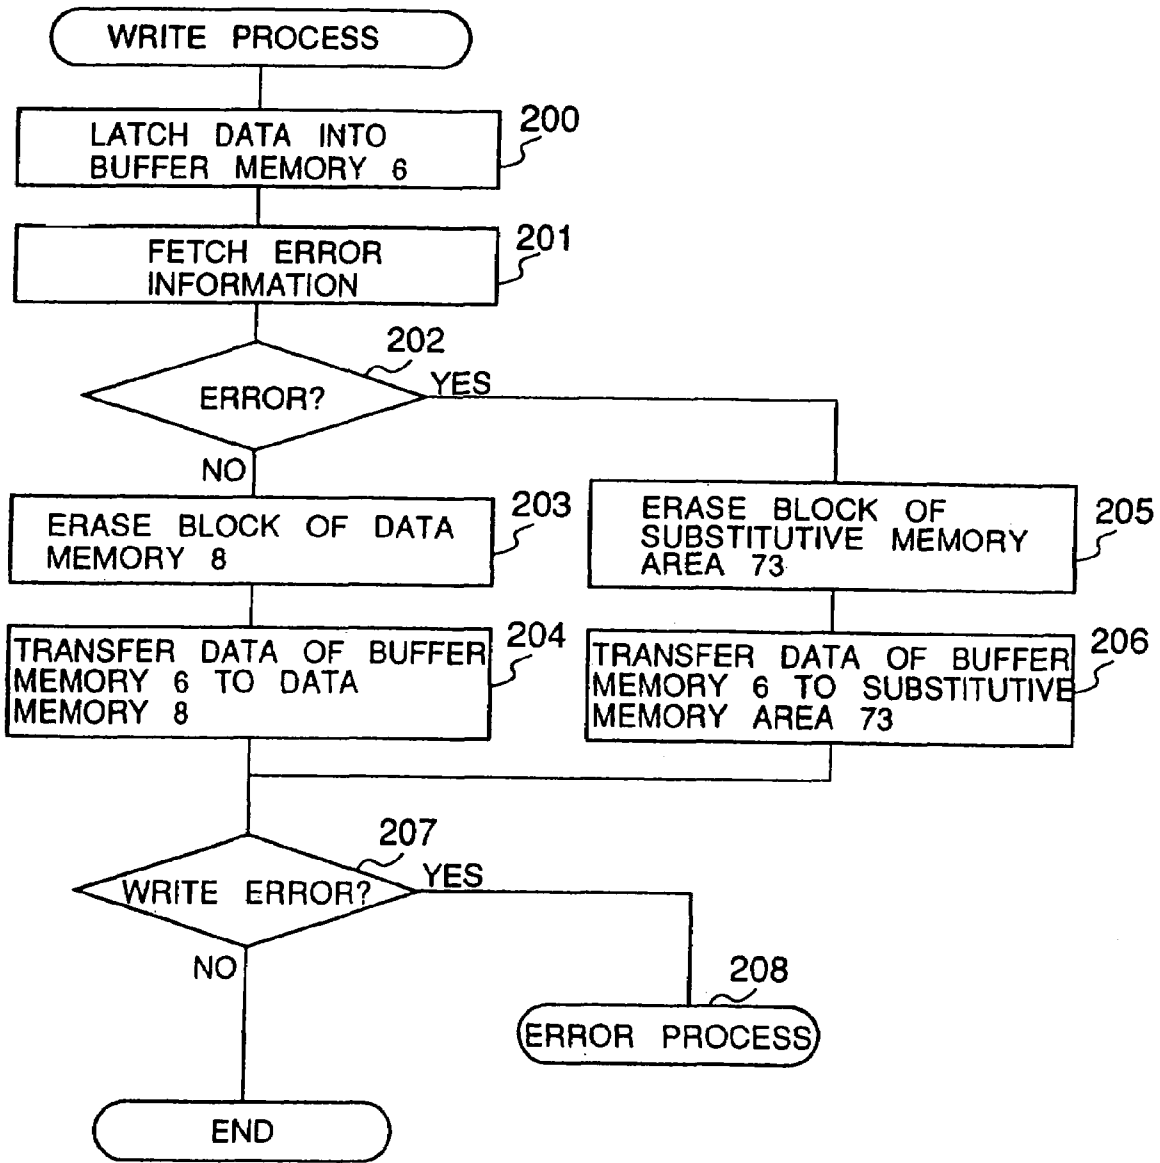 WRITE PROCESS
200
LATCH DATA INTO
BUFFER MEMORY 6
201
FETCH ERROR
INFORMATION
202
ERROR?
YES
NO
203
ERASE BLOCK OF DATA
MEMORY 8
205
ERASE BLOCK OF
SUBSTITUTIVE MEMORY
AREA 73
204
TRANSFER DATA OF BUFFER
MEMORY 6 TO DATA
MEMORY 8
206
TRANSFER DATA OF BUFFER
MEMORY 6 TO SUBSTITUTIVE
MEMORY AREA 73
207
WRITE ERROR?
YES
NO
208
ERROR PROCESS
END